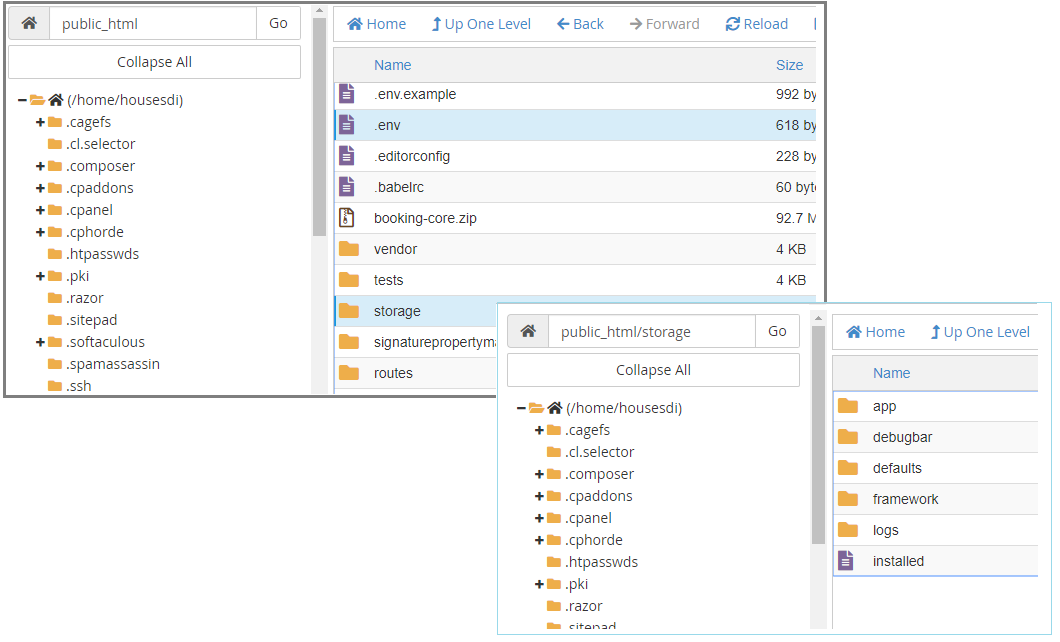 public_html
Go
Collapse All
(/home/housesdi)
.cagefs
.cl.selector
.composer
.cpaddons
.cpanel
.cphorde
.htpasswds
.pki
.razor
.sitepad
.softaculous
.spamassassin
.ssh
Home Up One Level Back Forward Reload
Name Size
.env.example 992 by
.env 618 by
.editorconfig 228 by
.babelrc 60 byt
booking-core.zip 92.7 M
vendor 4 KB
tests 4 KB
storage
signaturepropertyma
routes
public_html/storage
Go
Collapse All
(/home/housesdi)
.cagefs
.cl.selector
.composer
.cpaddons
.cpanel
.cphorde
.htpasswds
.pki
.razor
.sitepad
Home Up One Level
Name
app
debugbar
defaults
framework
logs
installed